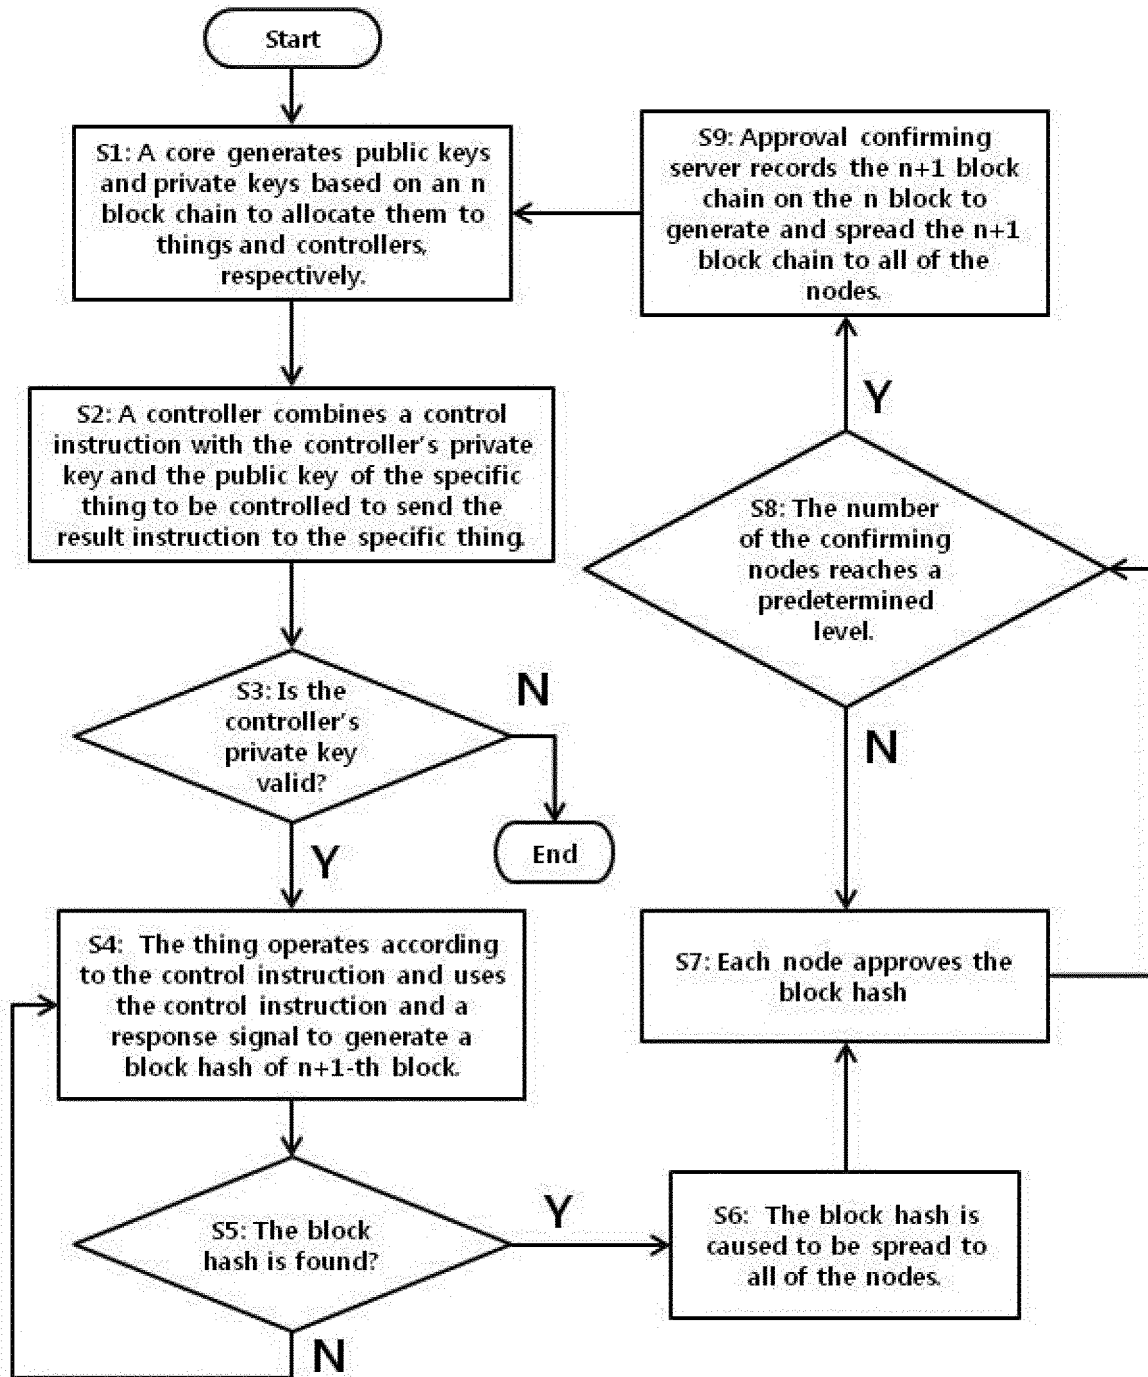 Start
S1: A core generates public keys
and private keys based on an n
block chain to allocate them to
things and controllers,
respectively.
S2: A controller combines a control
instruction with the controller's private
key and the public key of the specific
thing to be controlled to send the
result instruction to the specific thing.
S3: Is the
controller's
private key
valid?
N
End
Y
S4: The thing operates according
to the control instruction and uses
the control instruction and a
response signal to generate a
block hash of n+1-th block.
S5: The block
hash is found?
Y
N
S6: The block hash is
caused to be spread to
all of the nodes.
S7: Each node approves the
block hash
S8: The number
of the confirming
nodes reaches a
predetermined
level.
N
Y
S9: Approval confirming
server records the n+1 block
chain on the n block to
generate and spread the n+1
block chain to all of the
nodes.